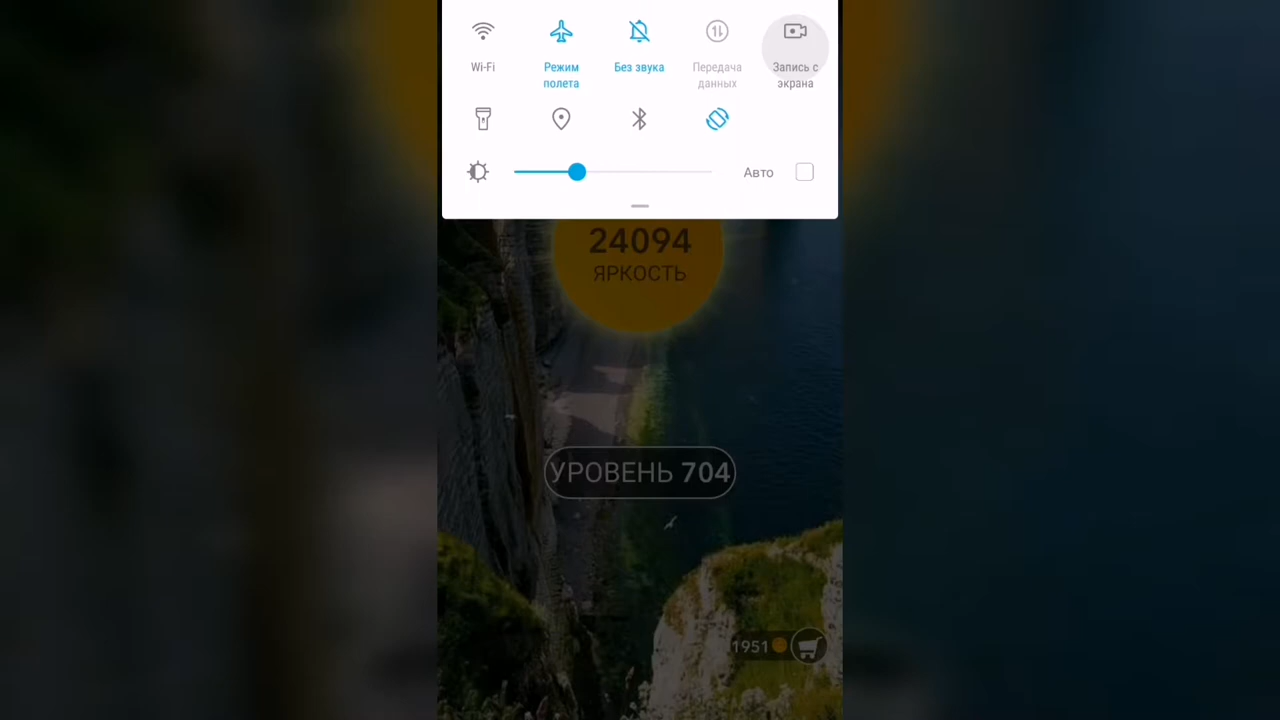 Wi-Fi
Режим
полета
Без звука
Передача
данных
Запись с
экрана
Авто
24094
ЯРКОСТЬ
УРОВЕНЬ 704
1951